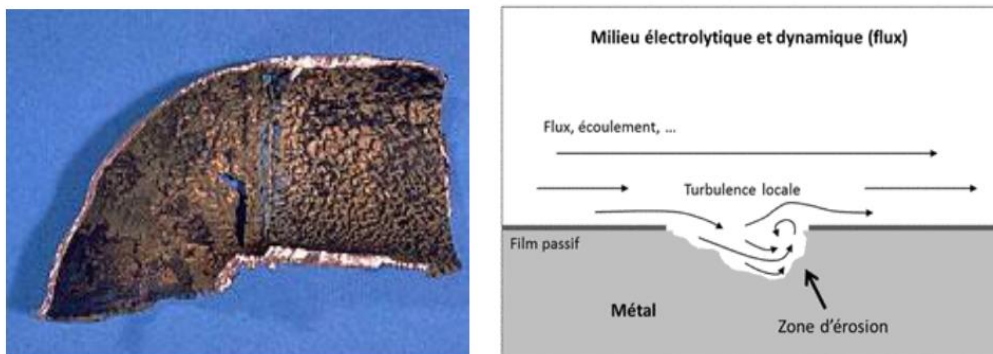 Milieu électrolytique et dynamique (flux)
Flux, écoulement, ...
Turbulence locale
Film passif
Métal
Zone d'érosion